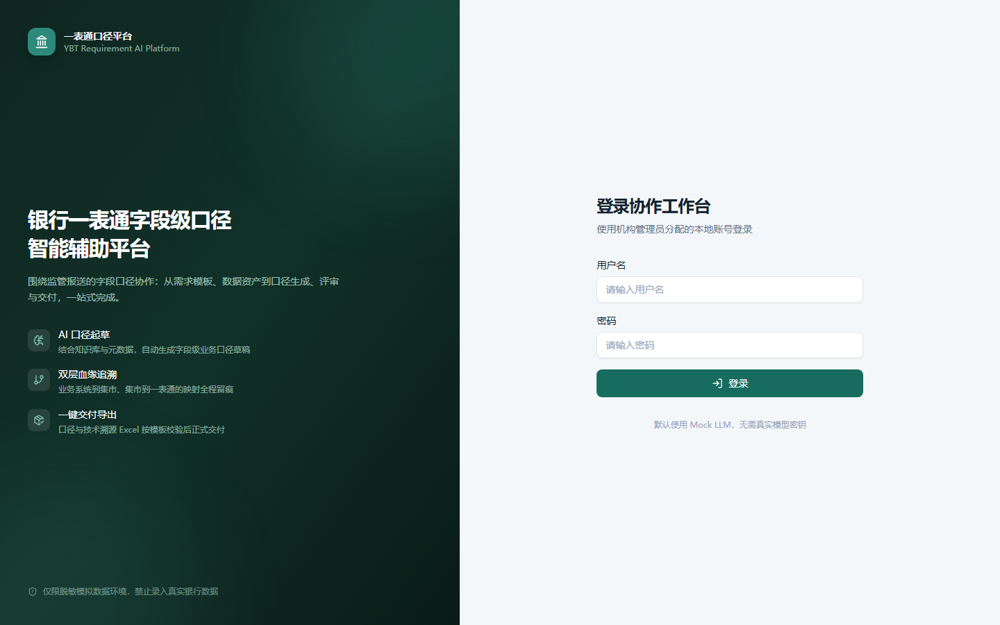 一表通口径平台
YBT Requirement AI Platform
银行一表通字段级口径
智能辅助平台
围绕监管报送的字段口径协作：从需求模板、数据资产到口径生成、评审
与交付，一站式完成。
AI 口径起草
结合知识库与元数据，自动生成字段级业务口径草稿
双层血缘追溯
业务系统到集市、集市到一表通的映射全程留痕
一键交付导出
口径与技术溯源 Excel 按模板校验后正式交付
仅限脱敏模拟数据环境，禁止录入真实银行数据
登录协作工作台
使用机构管理员分配的本地账号登录
用户名
请输入用户名
密码
请输入密码
登录
默认使用 Mock LLM，无需真实模型密钥